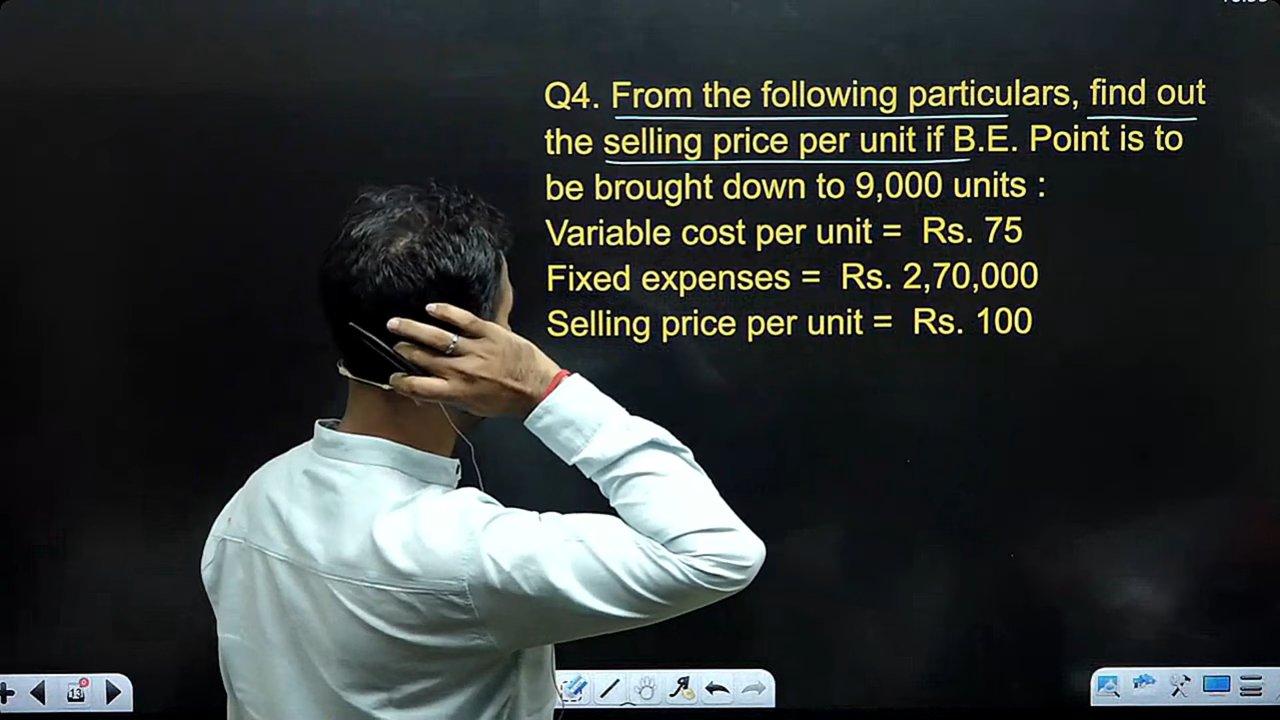 Q4. From the following particulars, find out
the selling price per unit if B.E. Point is to
be brought down to 9,000 units :
Variable cost per unit = Rs. 75
Fixed expenses = Rs. 2,70,000
Selling price per unit = Rs. 100
13